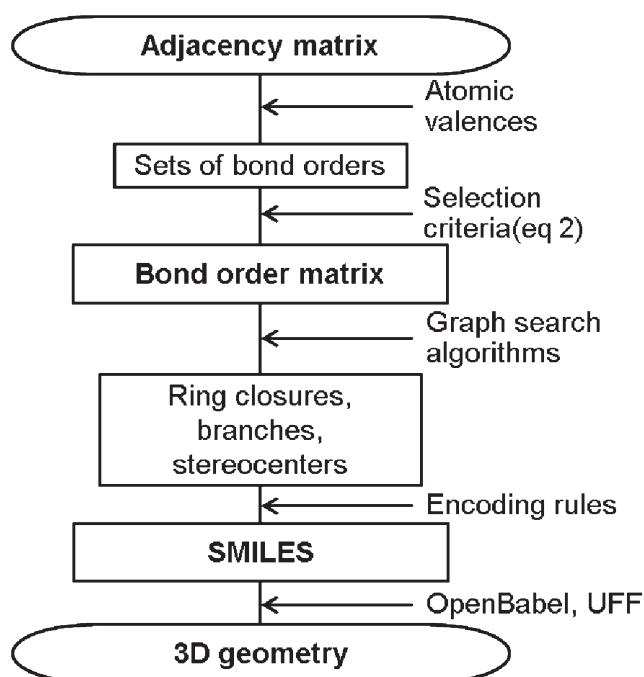 Adjacency matrix
Atomic
valences
Sets of bond orders
Selection
criteria(eq 2)
Bond order matrix
Graph search
algorithms
Ring closures,
branches,
stereocenters
Encoding rules
SMILES
OpenBabel, UFF
3D geometry